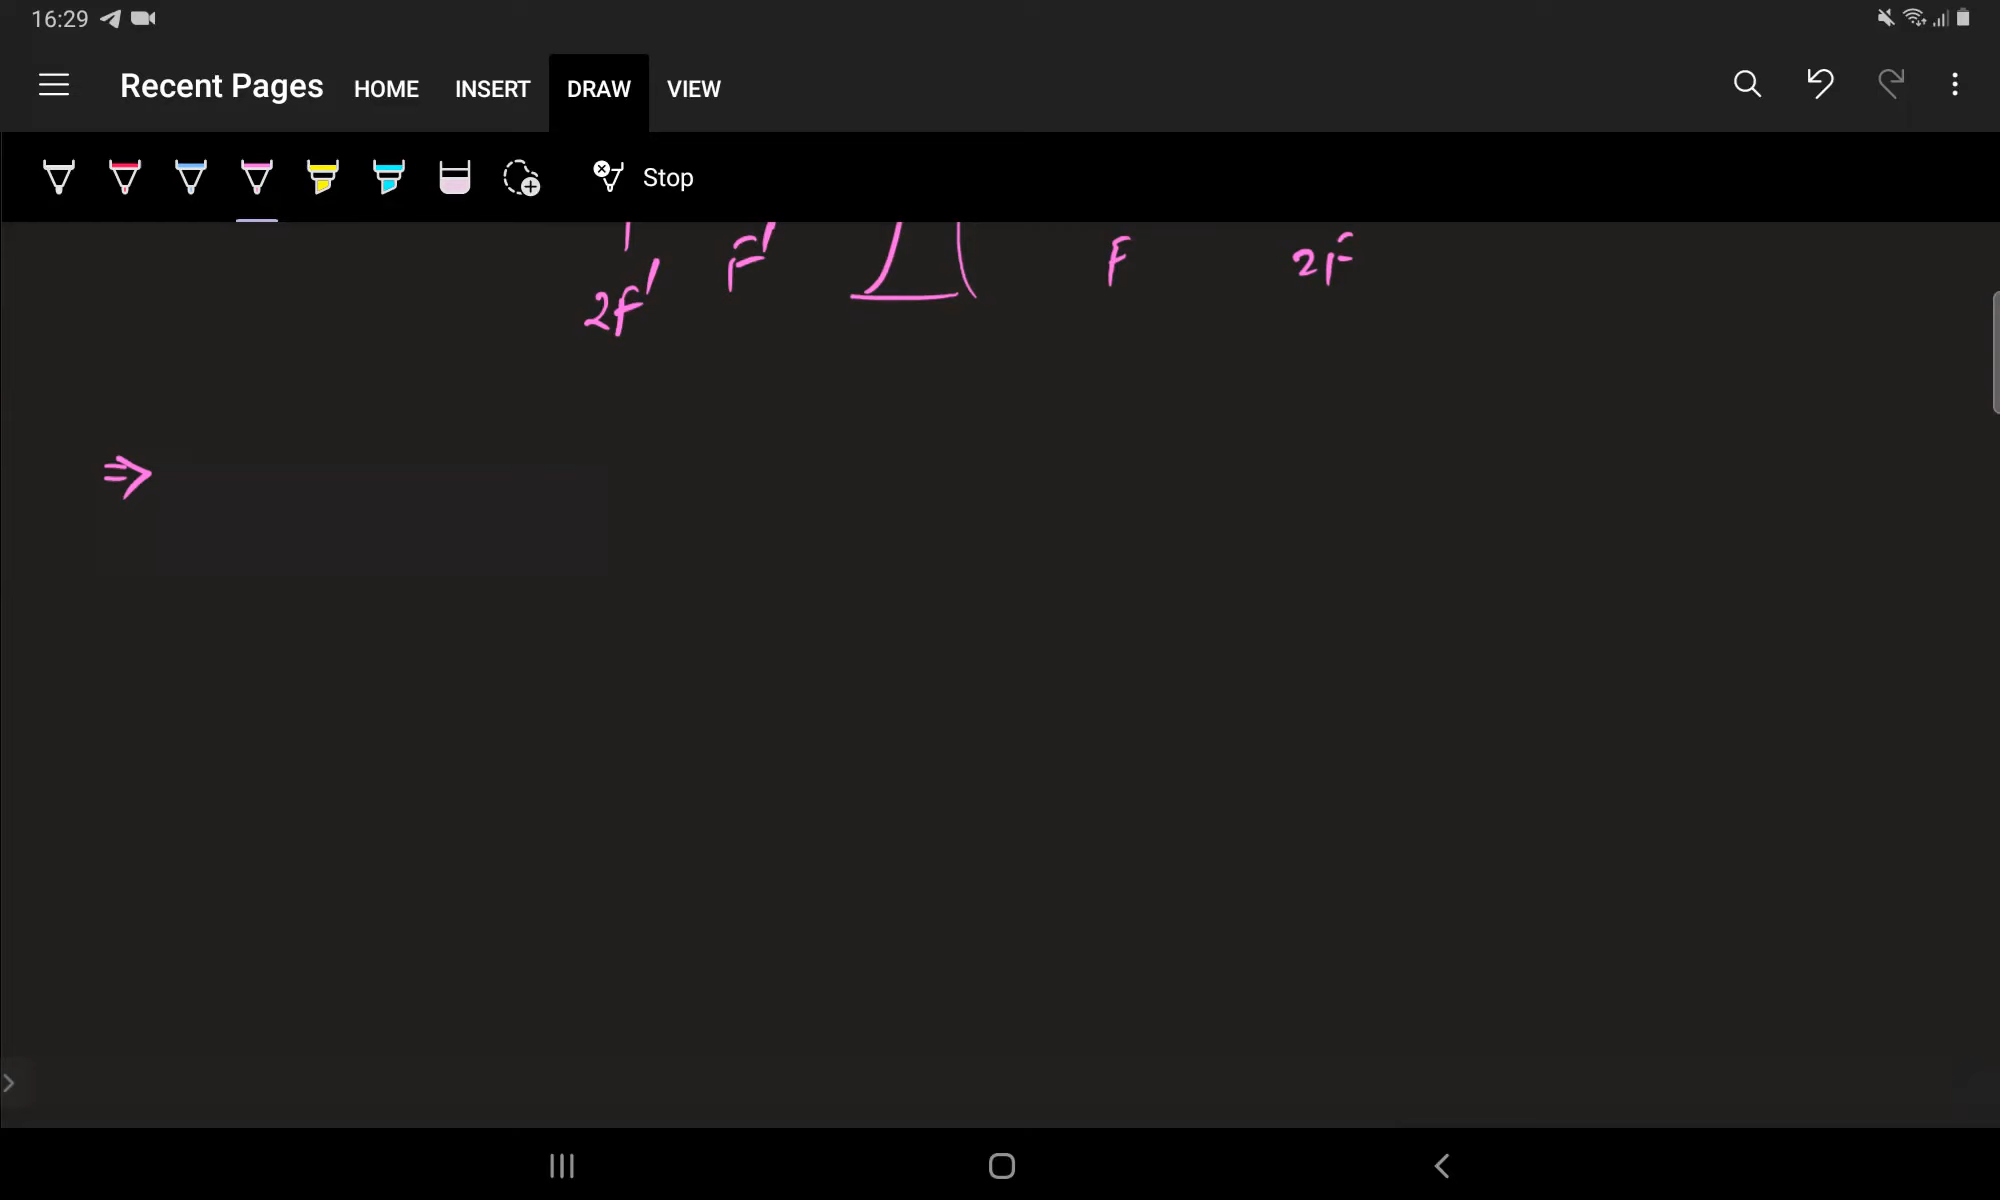 16:29
Recent Pages HOME INSERT DRAW VIEW
Stop
F' F 2F
2F'
⇒